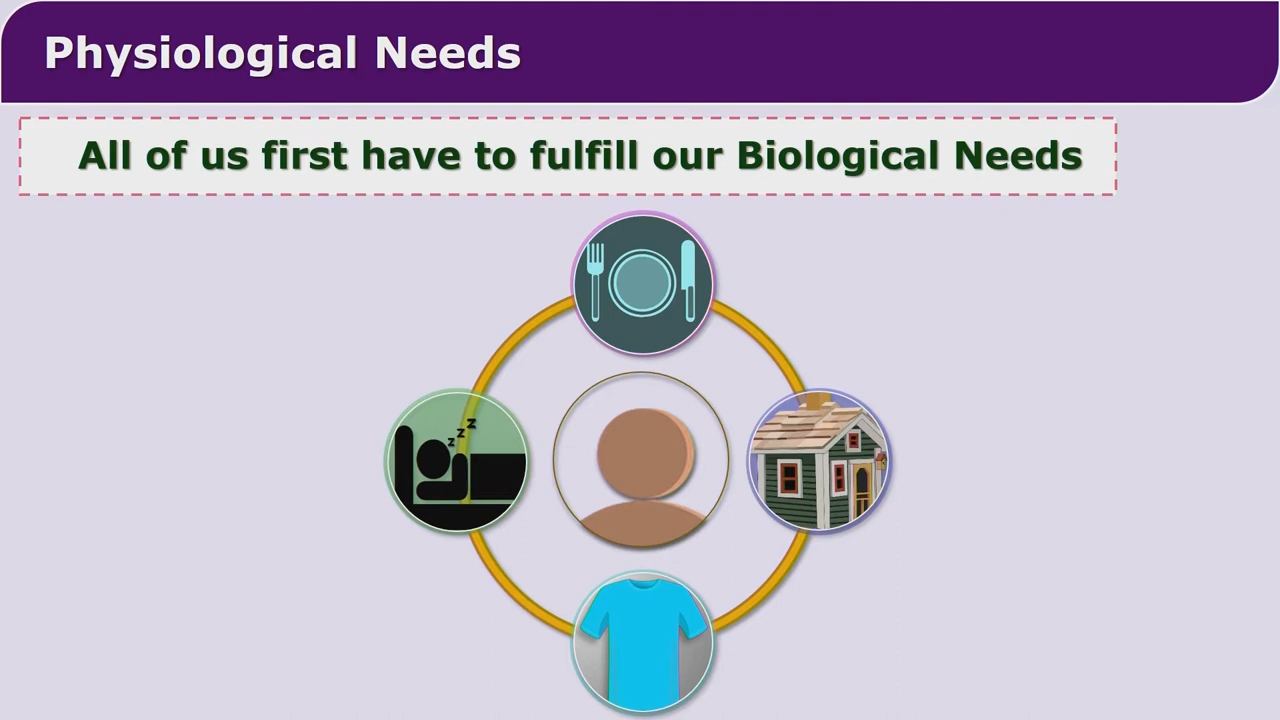 Physiological Needs
All of us first have to fulfill our Biological Needs
z z z